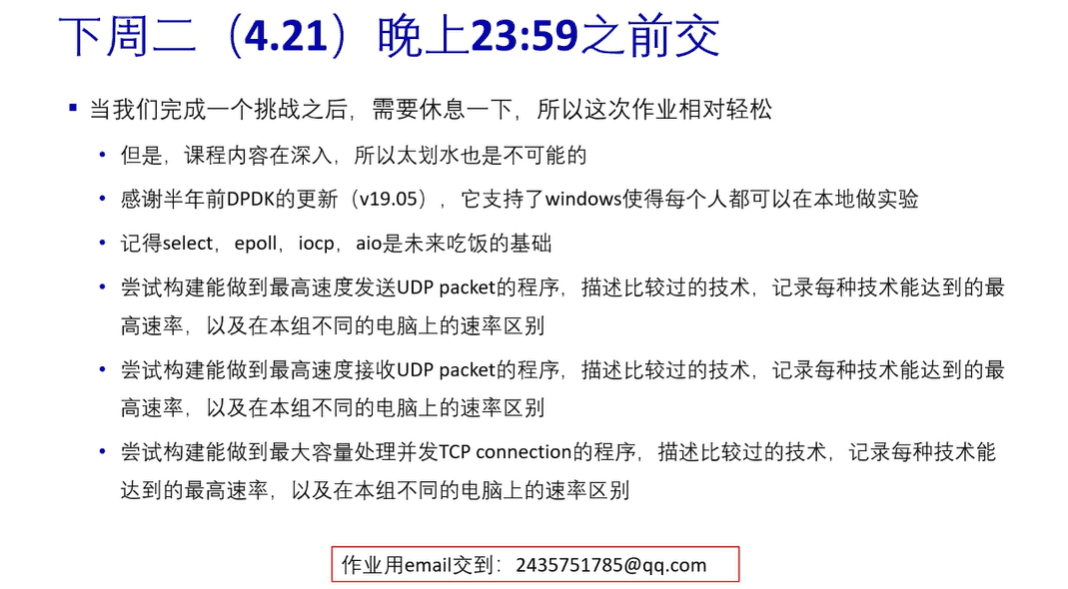 下周二（4.21）晚上23:59之前交
▪ 当我们完成一个挑战之后，需要休息一下，所以这次作业相对轻松
• 但是，课程内容在深入，所以太划水也是不可能的
• 感谢半年前DPDK的更新（v19.05），它支持了windows使得每个人都可以在本地做实验
• 记得select，epoll，iocp，aio是未来吃饭的基础
• 尝试构建能做到最高速度发送UDP packet的程序，描述比较过的技术，记录每种技术能达到的最
高速率，以及在本组不同的电脑上的速率区别
• 尝试构建能做到最高速度接收UDP packet的程序，描述比较过的技术，记录每种技术能达到的最
高速率，以及在本组不同的电脑上的速率区别
• 尝试构建能做到最大容量处理并发TCP connection的程序，描述比较过的技术，记录每种技术能
达到的最高速率，以及在本组不同的电脑上的速率区别
作业用email交到：2435751785@qq.com